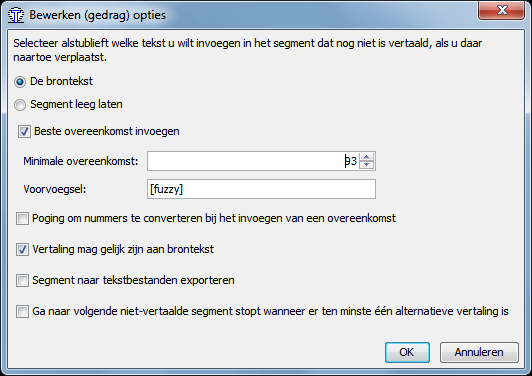 Bewerken (gedrag) opties
Selecteer alstublieft welke tekst u wilt invoegen in het segment dat nog niet is vertaald, als u daar
naartoe verplaatst.
De brontekst
Segment leeg laten
Beste overeenkomst invoegen
Minimale overeenkomst: 93
Voorvoegsel: [fuzzy]
Poging om nummers te converteren bij het invoegen van een overeenkomst
Vertaling mag gelijk zijn aan brontekst
Segment naar tekstbestanden exporteren
Ga naar volgende niet-vertaalde segment stopt wanneer er ten minste één alternatieve vertaling is
OK Annuleren